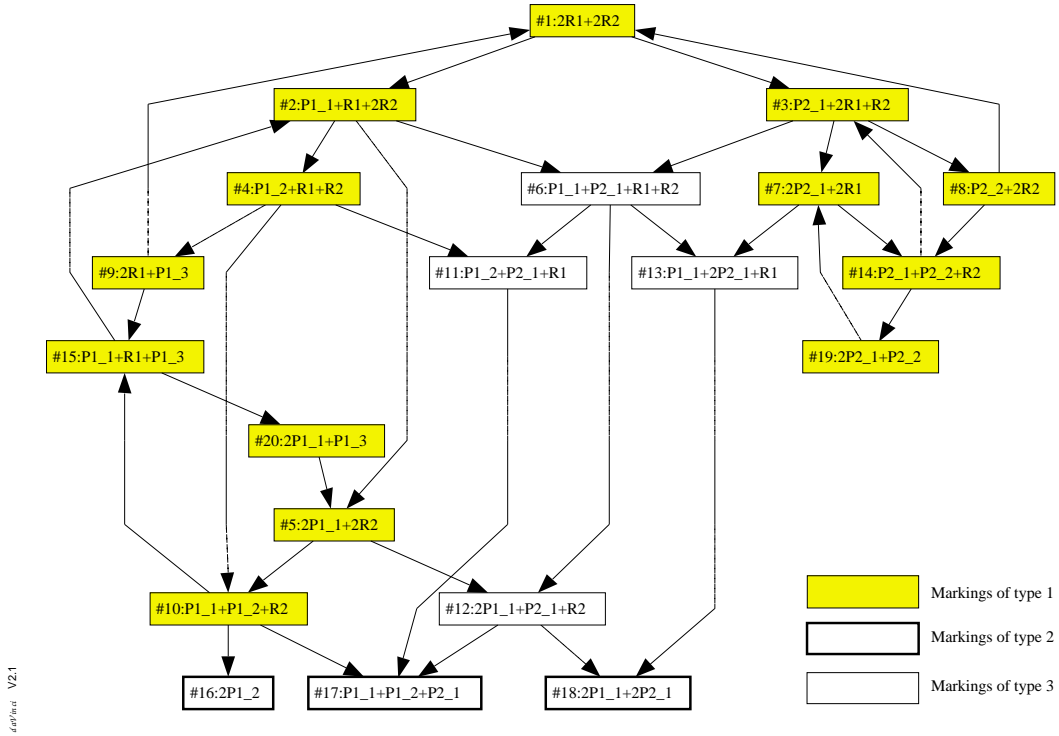 #1:2R1+2R2
#2:P1_1+R1+2R2
#3:P2_1+2R1+R2
#4:P1_2+R1+R2
#6:P1_1+P2_1+R1+R2
#7:2P2_1+2R1
#8:P2_2+2R2
#9:2R1+P1_3
#11:P1_2+P2_1+R1
#13:P1_1+2P2_1+R1
#14:P2_1+P2_2+R2
#15:P1_1+R1+P1_3
#19:2P2_1+P2_2
#20:2P1_1+P1_3
#5:2P1_1+2R2
#10:P1_1+P1_2+R2
#12:2P1_1+P2_1+R2
#16:2P1_2
#17:P1_1+P1_2+P2_1
#18:2P1_1+2P2_1
Markings of type 1
Markings of type 2
Markings of type 3
daVinci V2.1